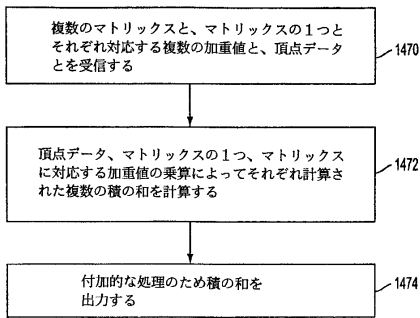 複数のマトリックスと、マトリックスの1つと
それぞれ対応する複数の加重値と、頂点データ
とを受信する
1470
頂点データ、マトリックスの1つ、マトリックス
に対応する加重値の乗算によってそれぞれ計算さ
れた複数の積の和を計算する
1472
付加的な処理のため積の和を
出力する
1474